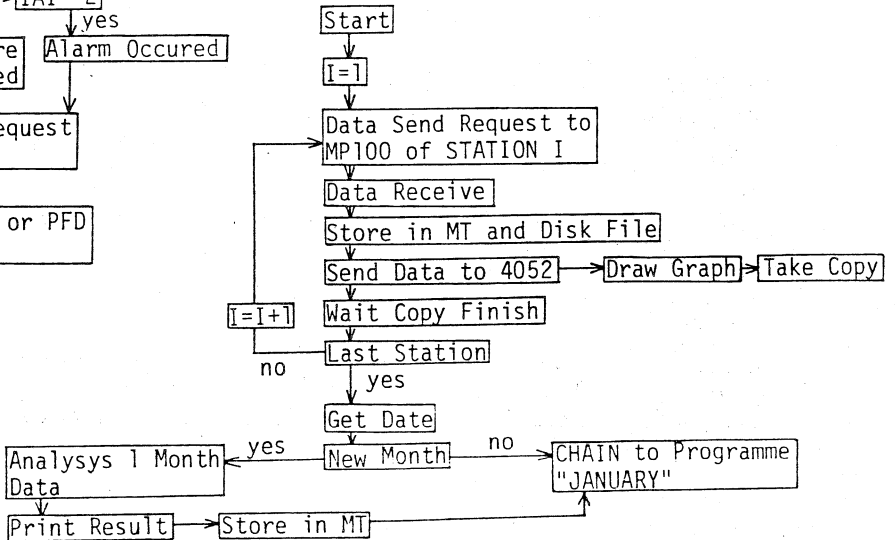 yes
Alarm Occured
re
ed
equest
or PFD
Start
I=1
Data Send Request to
MP100 of STATION I
Data Receive
Store in MT and Disk File
Send Data to 4052
Draw Graph
Take Copy
Wait Copy Finish
I=I+1
Last Station
no
yes
Get Date
New Month
yes
no
Analysys 1 Month
Data
CHAIN to Programme
"JANUARY"
Print Result
Store in MT